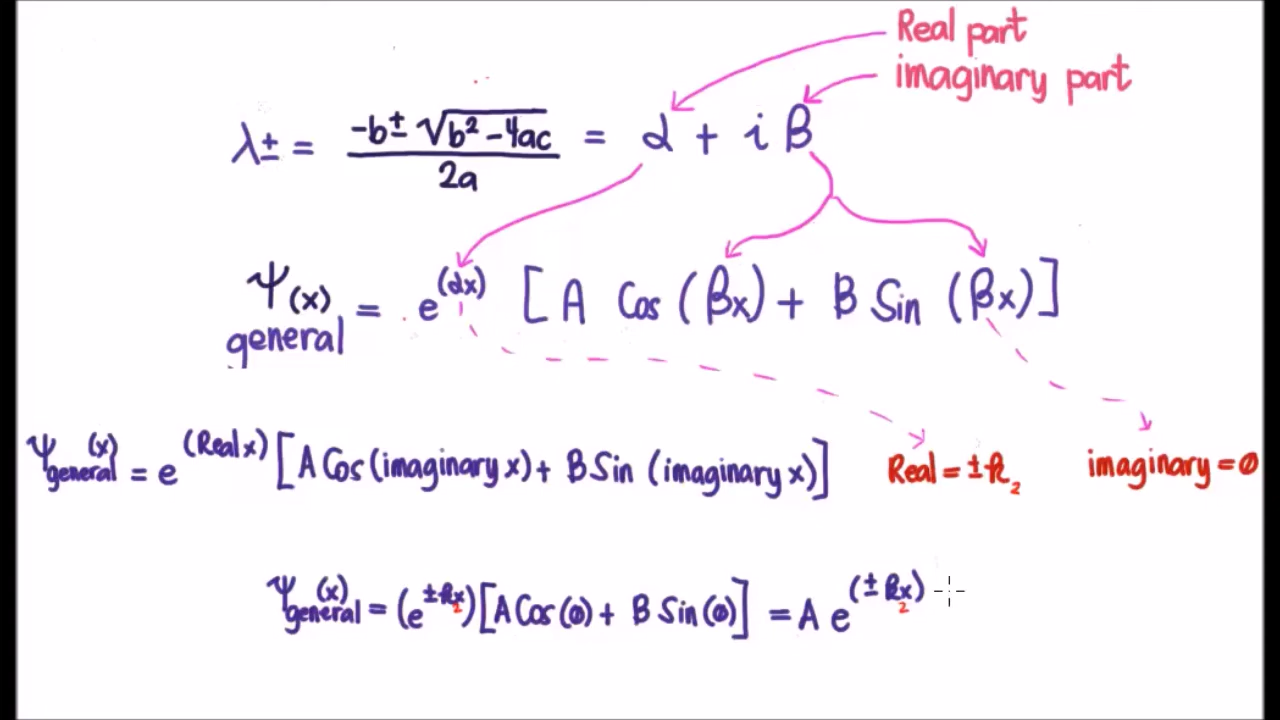 Real part
imaginary part
λ± = -b± √b² -4ac / 2a = α + i β
Ψ(x) general = e^(αx) [A Cos (βx) + B Sin (βx)]
Ψ(x) general = e^(Real x) [A Cos (imaginary x) + B Sin (imaginary x)] Real = ±k₂ imaginary = 0
Ψ(x) general = (e^±k₂x) [A Cos (0) + B Sin (0)] = A e^(±k₂x)